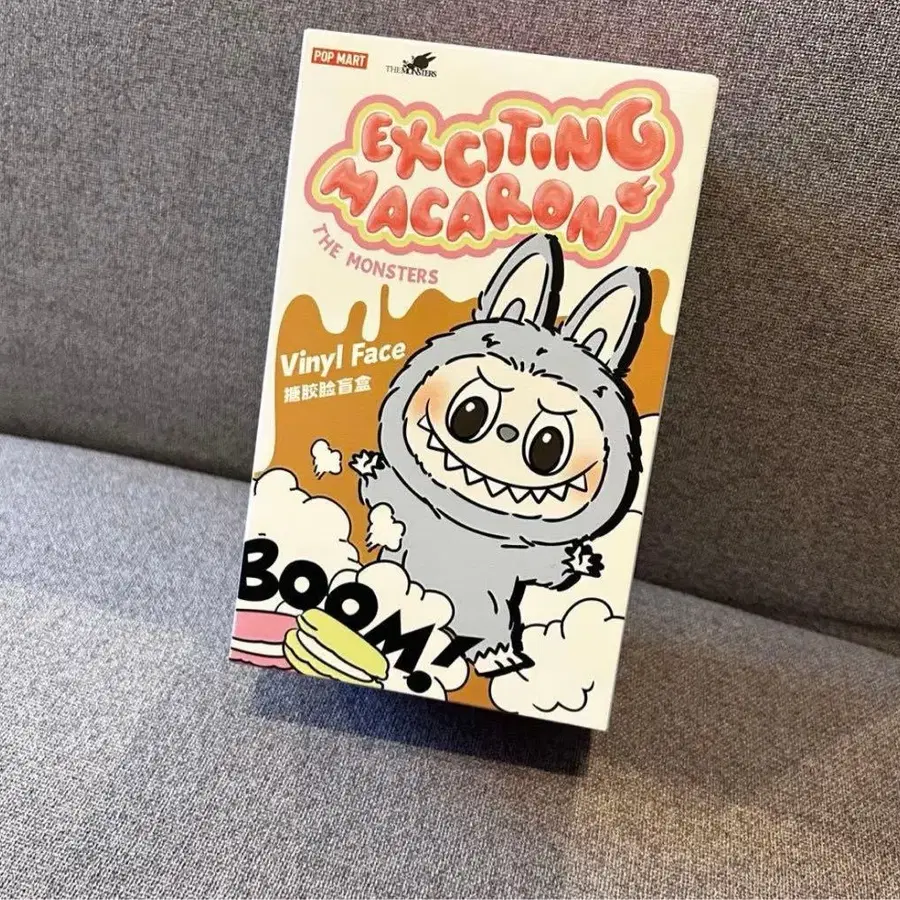 POP MART
THE MONSTERS
EXCITING
MACARON
THE MONSTERS
Vinyl Face
搪胶脸盲盒
BOOM!